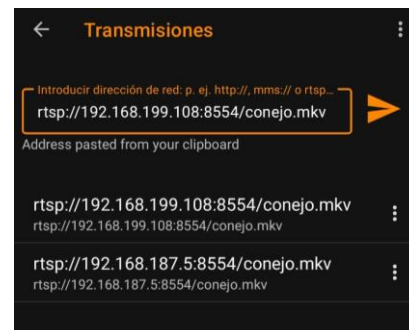 Transmisiones
Introducir dirección de red: p. ej. http://, mms:// o rtsp...
rtsp://192.168.199.108:8554/conejo.mkv
Address pasted from your clipboard
rtsp://192.168.199.108:8554/conejo.mkv
rtsp://192.168.199.108:8554/conejo.mkv
rtsp://192.168.187.5:8554/conejo.mkv
rtsp://192.168.187.5:8554/conejo.mkv